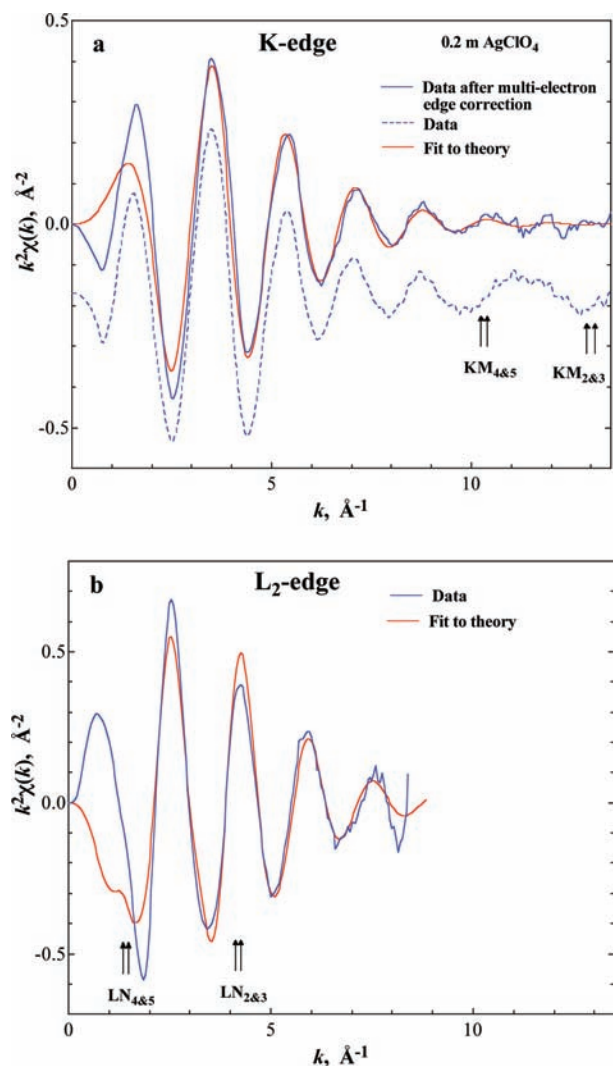 a
K-edge
0.2 m AgClO₄
Data after multi-electron
edge correction
Data
Fit to theory
0.5
0.0
-0.5
k²χ(k), Å⁻²
KM₄&₅
KM₂&₃
0
5
10
k, Å⁻¹
b
L₂-edge
Data
Fit to theory
0.5
0.0
-0.5
k²χ(k), Å⁻²
LN₄&₅
LN₂&₃
0
5
10
k, Å⁻¹